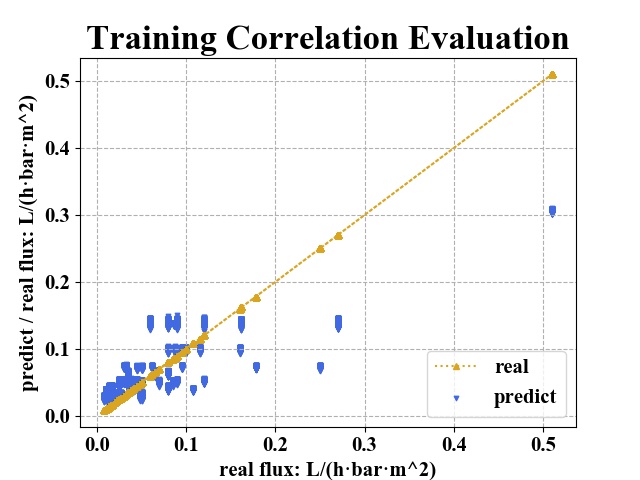 Training Correlation Evaluation
predict / real flux: L/(h·bar·m^2)
0.5
0.4
0.3
0.2
0.1
0.0
0.0 0.1 0.2 0.3 0.4 0.5
real flux: L/(h·bar·m^2)
real
predict